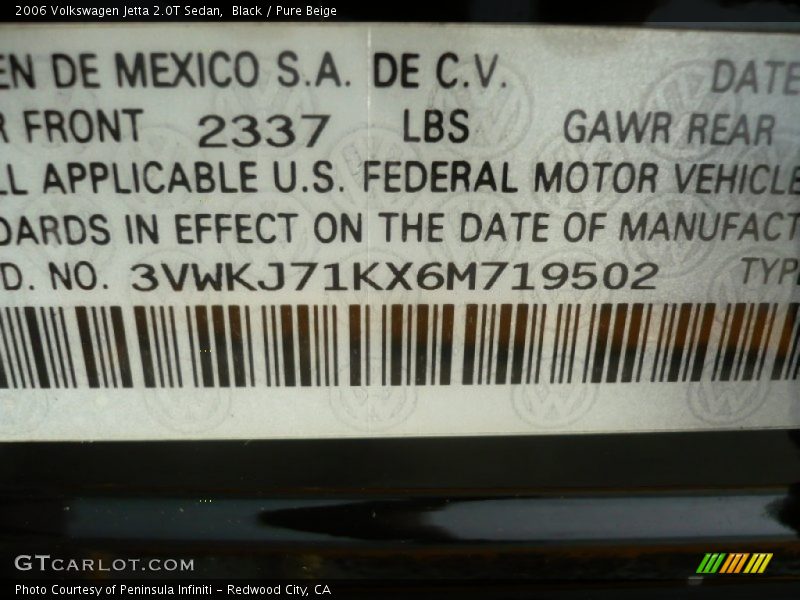 2006 Volkswagen Jetta 2.0T Sedan,  Black / Pure Beige
EN DE MEXICO S.A. DE C.V. DATE
R FRONT 2337 LBS GAWR REAR
LL APPLICABLE U.S. FEDERAL MOTOR VEHICLE
DARDS IN EFFECT ON THE DATE OF MANUFACT
D. NO. 3VWKJ71KX6M719502 TYPE
GTCARLOT.COM
Photo Courtesy of Peninsula Infiniti - Redwood City, CA